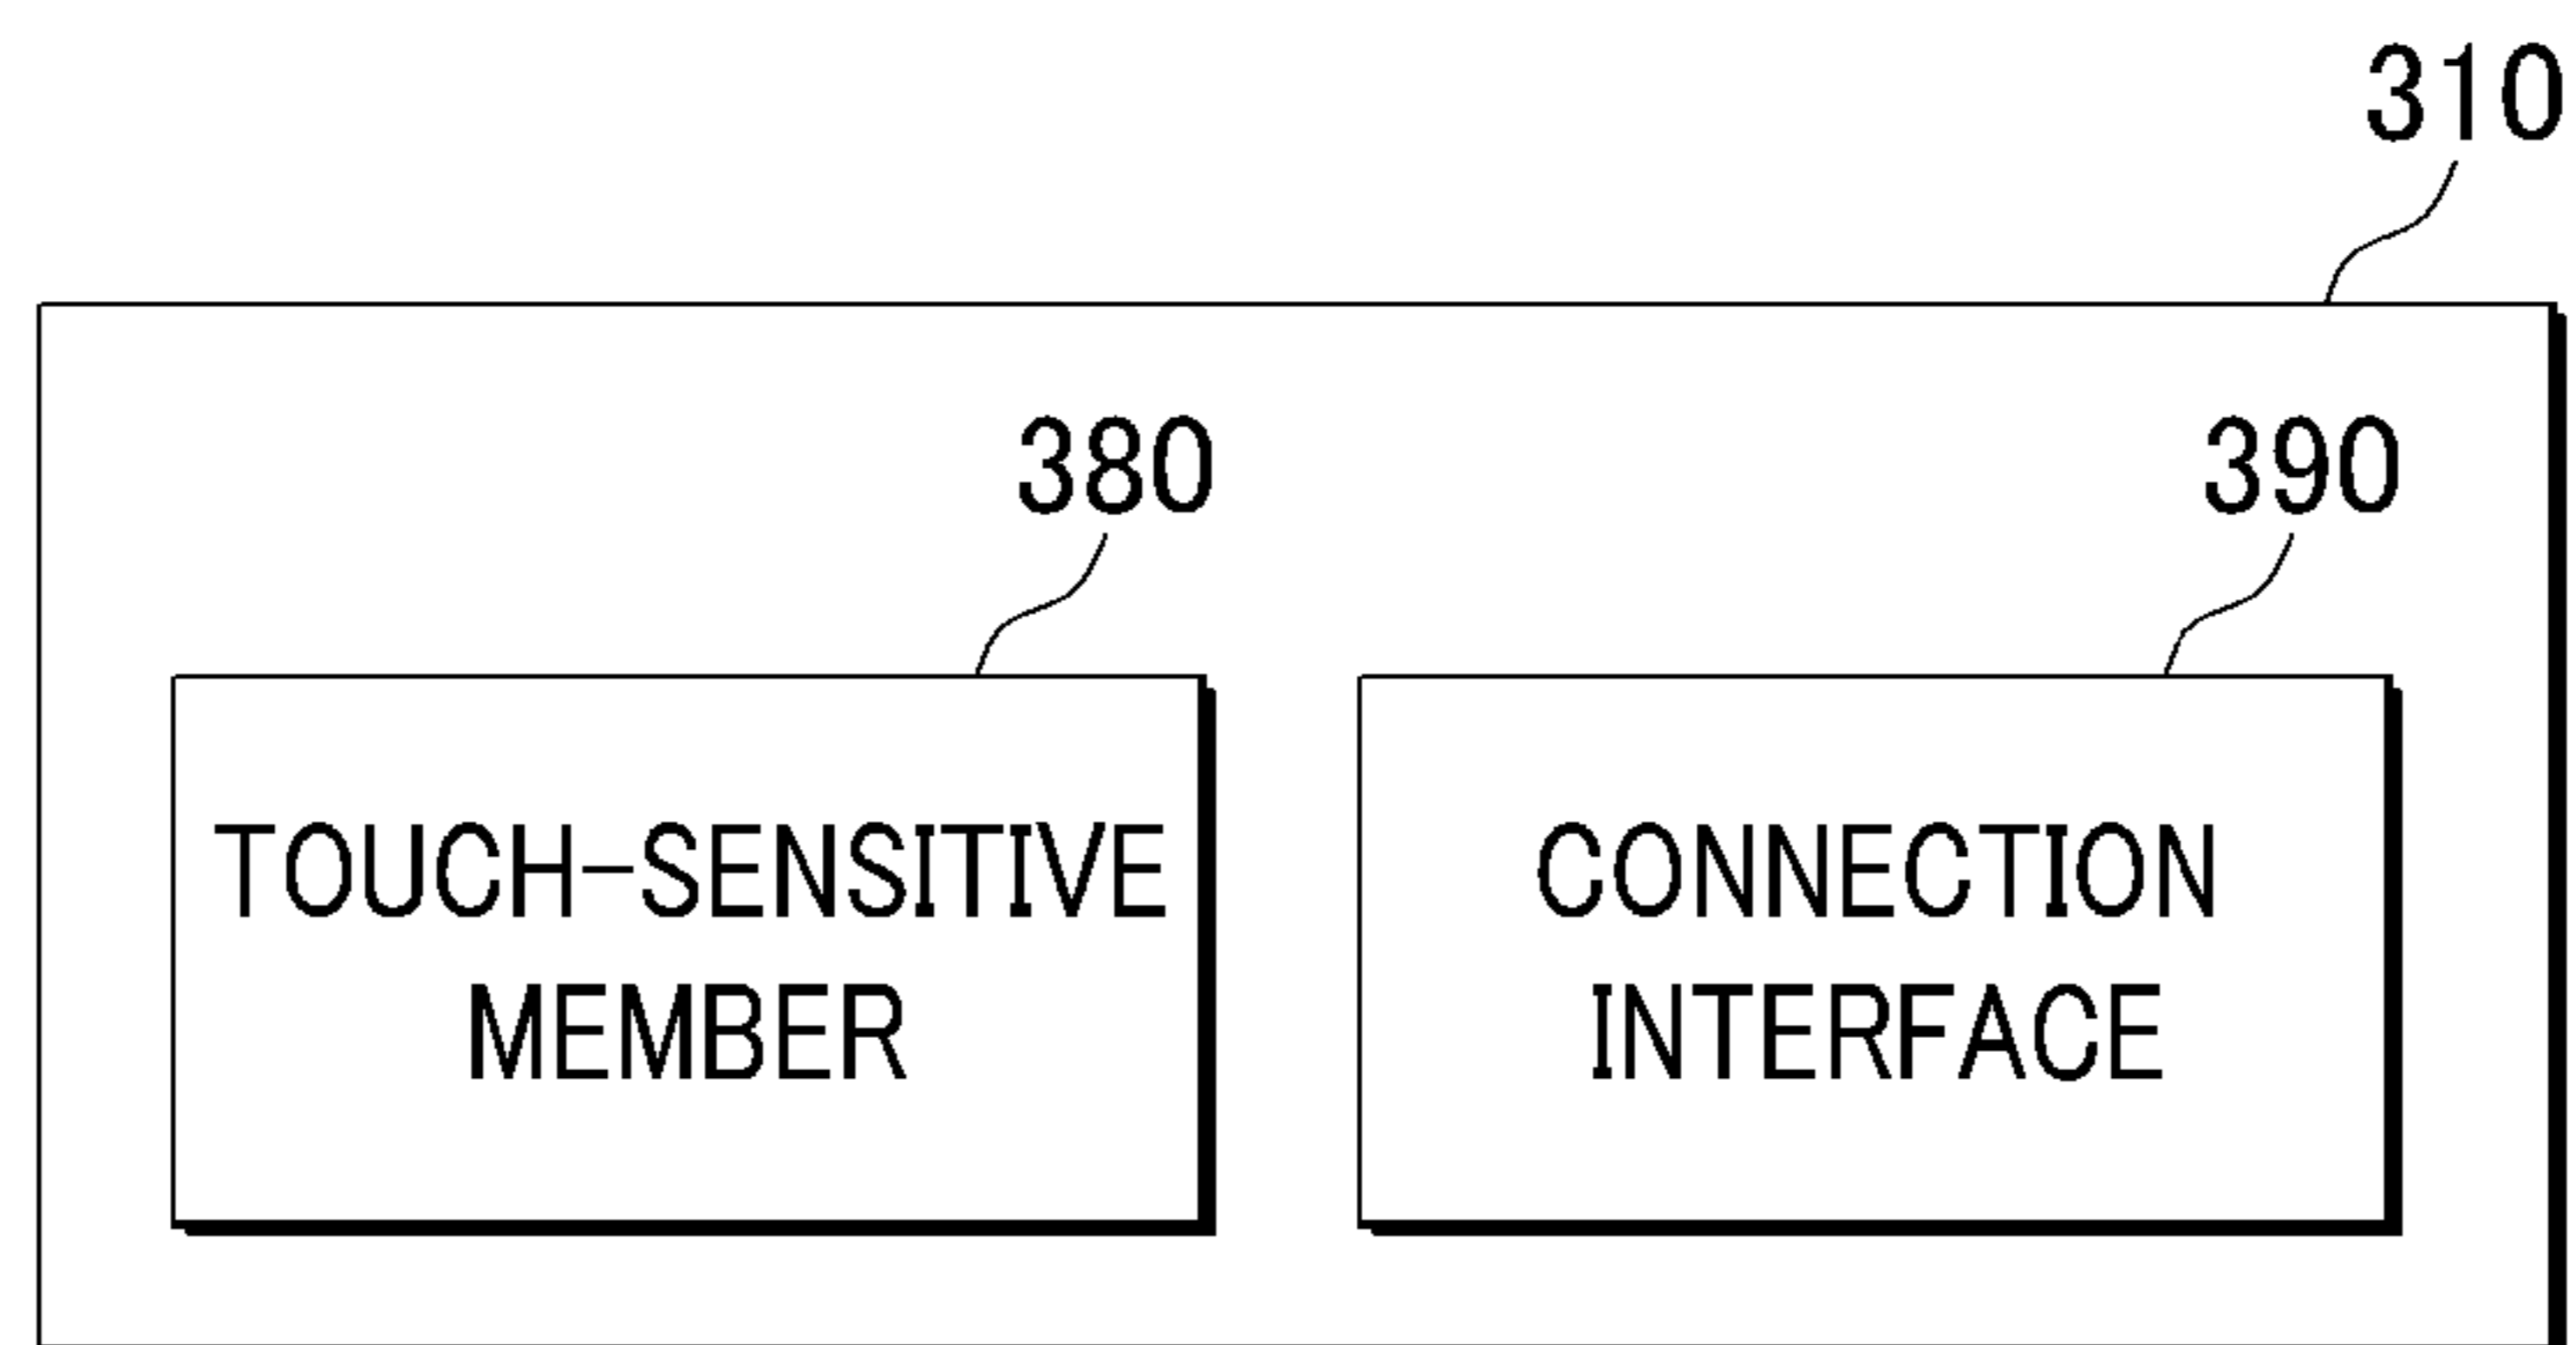 310
380
390
TOUCH-SENSITIVE
MEMBER
CONNECTION
INTERFACE